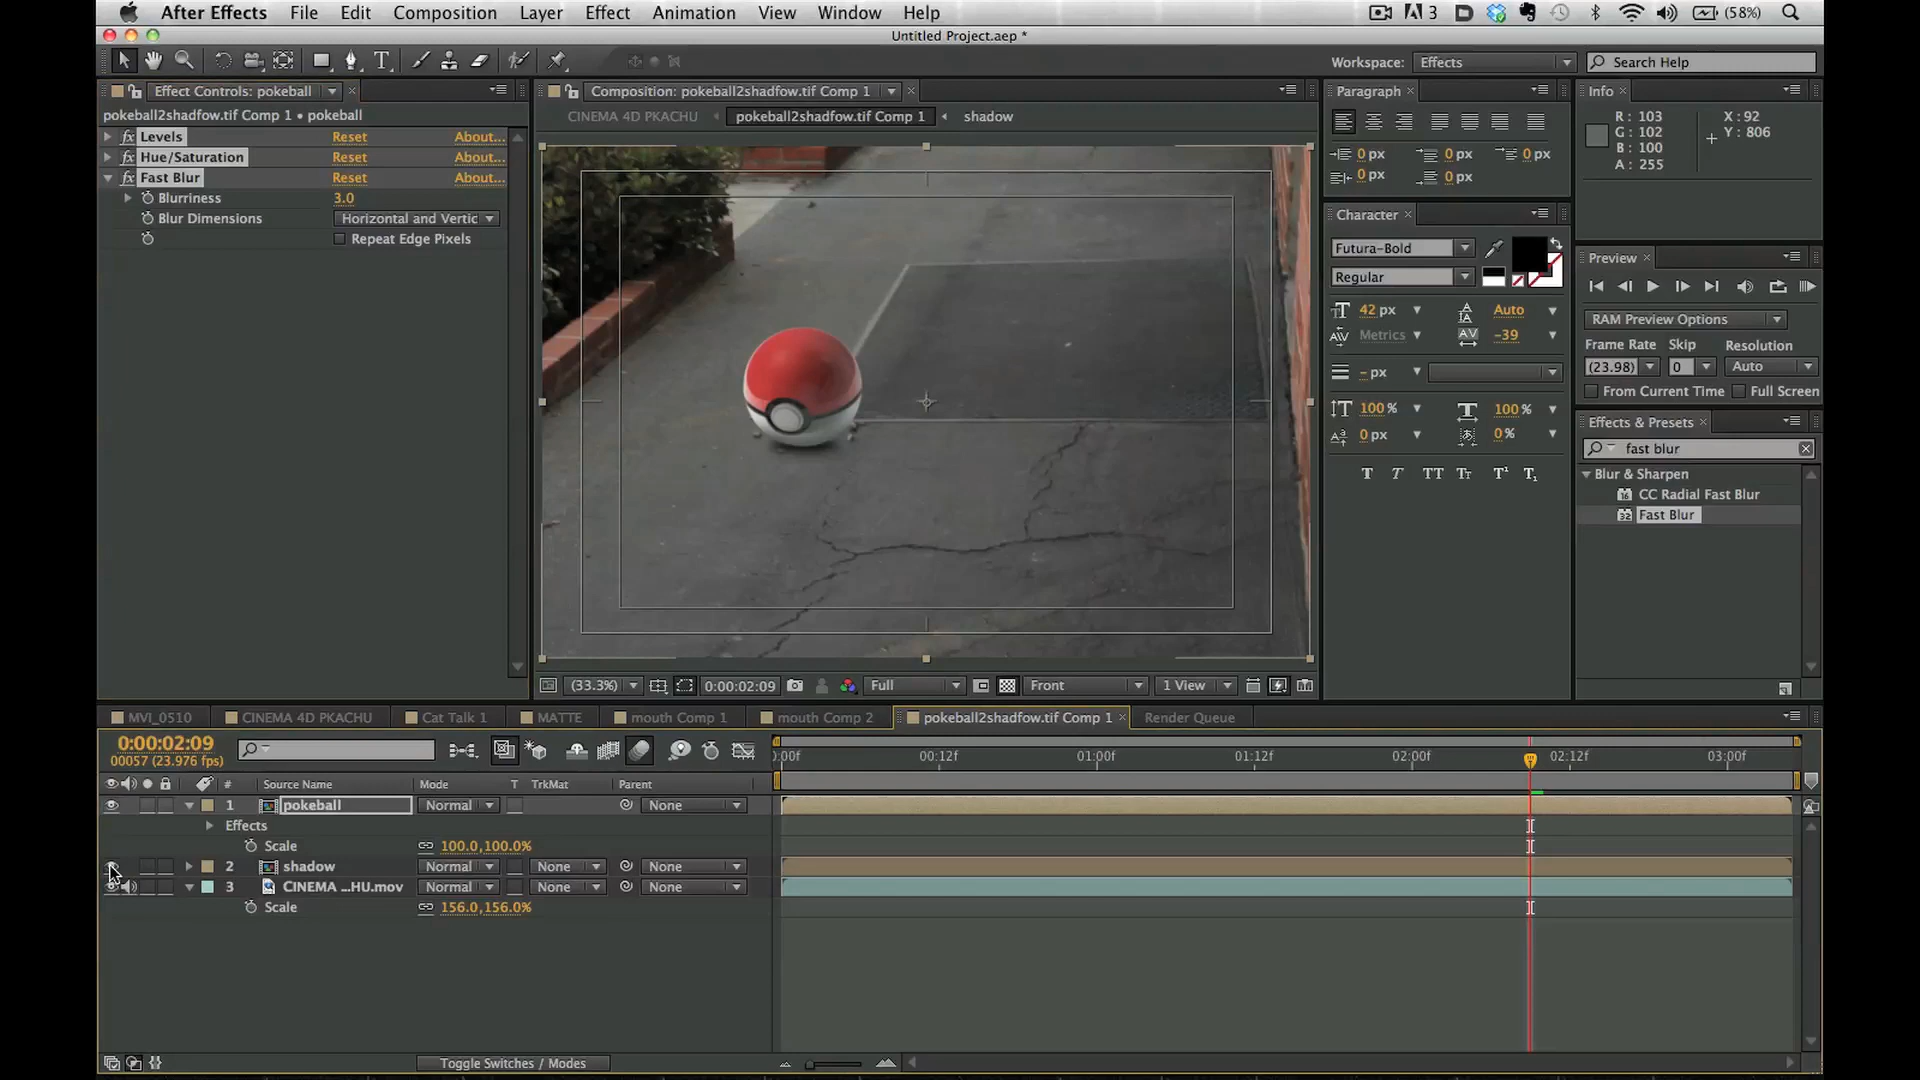 After Effects File Edit Composition Layer Effect Animation View Window Help 3 (58%)
Untitled Project.aep *
Workspace: Effects Search Help
Effect Controls: pokeball
pokeball2shadfow.tif Comp 1 • pokeball
fx Levels Reset About...
fx Hue/Saturation Reset About...
fx Fast Blur Reset About...
Blurriness 3.0
Blur Dimensions Horizontal and Vertic
Repeat Edge Pixels
Composition: pokeball2shadfow.tif Comp 1
CINEMA 4D PKACHU pokeball2shadfow.tif Comp 1 shadow
(33.3%) 0:00:02:09 Full Front 1 View
Paragraph
0 px 0 px 0 px
0 px 0 px
Character
Futura-Bold
Regular
42 px Auto
Metrics -39
- px
100 % 100 %
0 px 0 %
T T TT TT T¹ T₁
Info
R : 103 X : 92
G : 102 Y : 806
B : 100
A : 255
Preview
RAM Preview Options
Frame Rate Skip Resolution
(23.98) 0 Auto
From Current Time Full Screen
Effects & Presets
fast blur
Blur & Sharpen
CC Radial Fast Blur
Fast Blur
MVI_0510 CINEMA 4D PKACHU Cat Talk 1 MATTE mouth Comp 1 mouth Comp 2 pokeball2shadfow.tif Comp 1 Render Queue
0:00:02:09
00057 (23.976 fps)
:00f 00:12f 01:00f 01:12f 02:00f 02:12f 03:00f
# Source Name Mode T TrkMat Parent
1 pokeball Normal None
Effects
Scale 100.0,100.0%
2 shadow Normal None None
3 CINEMA ...HU.mov Normal None None
Scale 156.0,156.0%
Toggle Switches / Modes